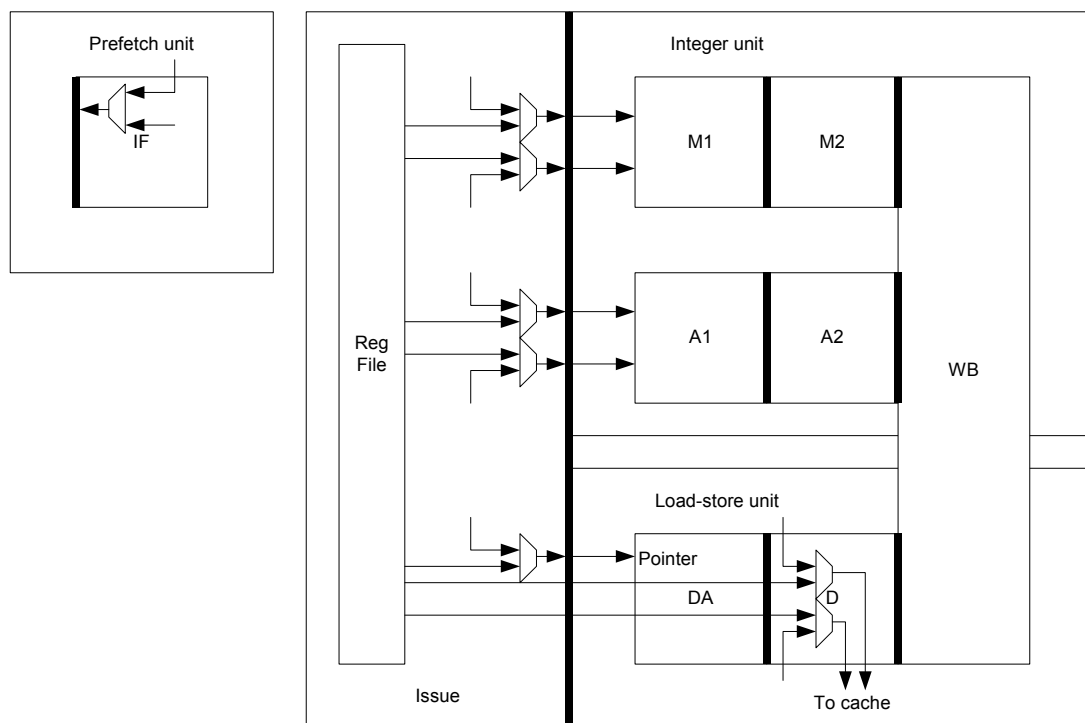 Prefetch unit
IF
Integer unit
M1
M2
Reg
File
A1
A2
WB
Load-store unit
Pointer
DA
D
Issue
To cache